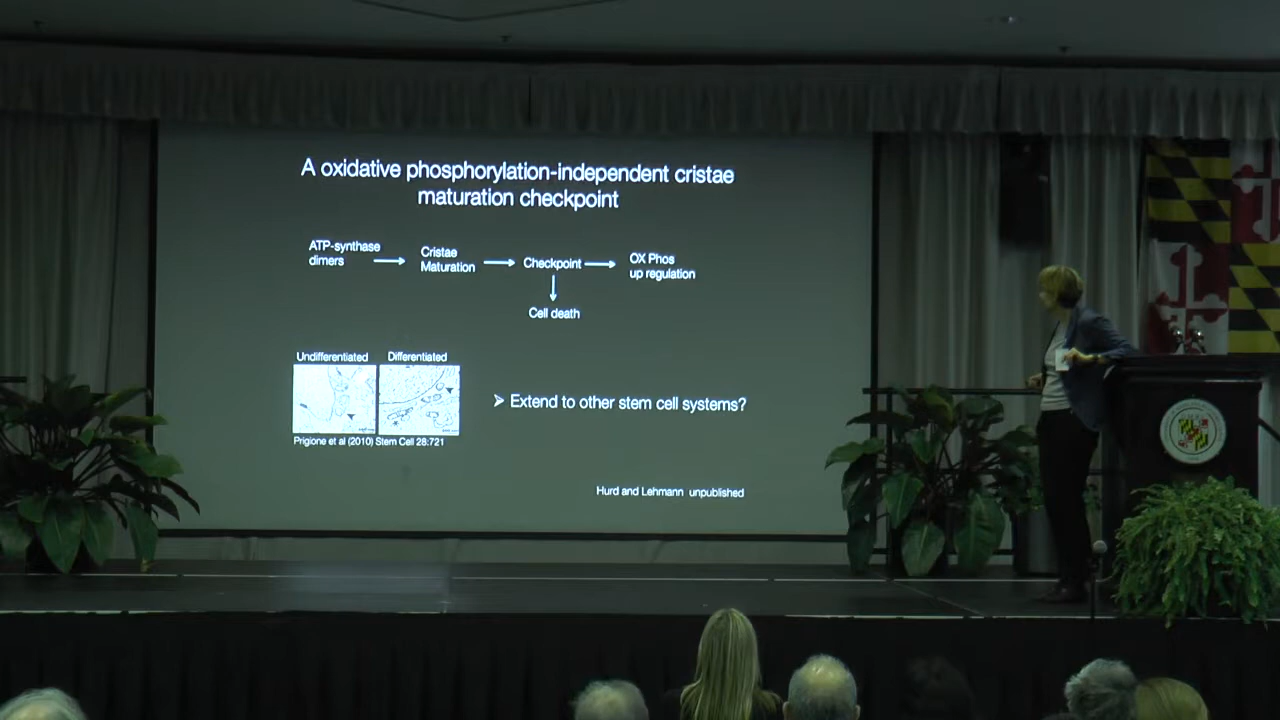 A oxidative phosphorylation-independent cristae
maturation checkpoint
ATP-synthase
dimers
Cristae
Maturation
Checkpoint
OX Phos
up regulation
Cell death
Undifferentiated
Differentiated
Prigione et al (2010) Stem Cell 28:721
➢ Extend to other stem cell systems?
Hurd and Lehmann unpublished